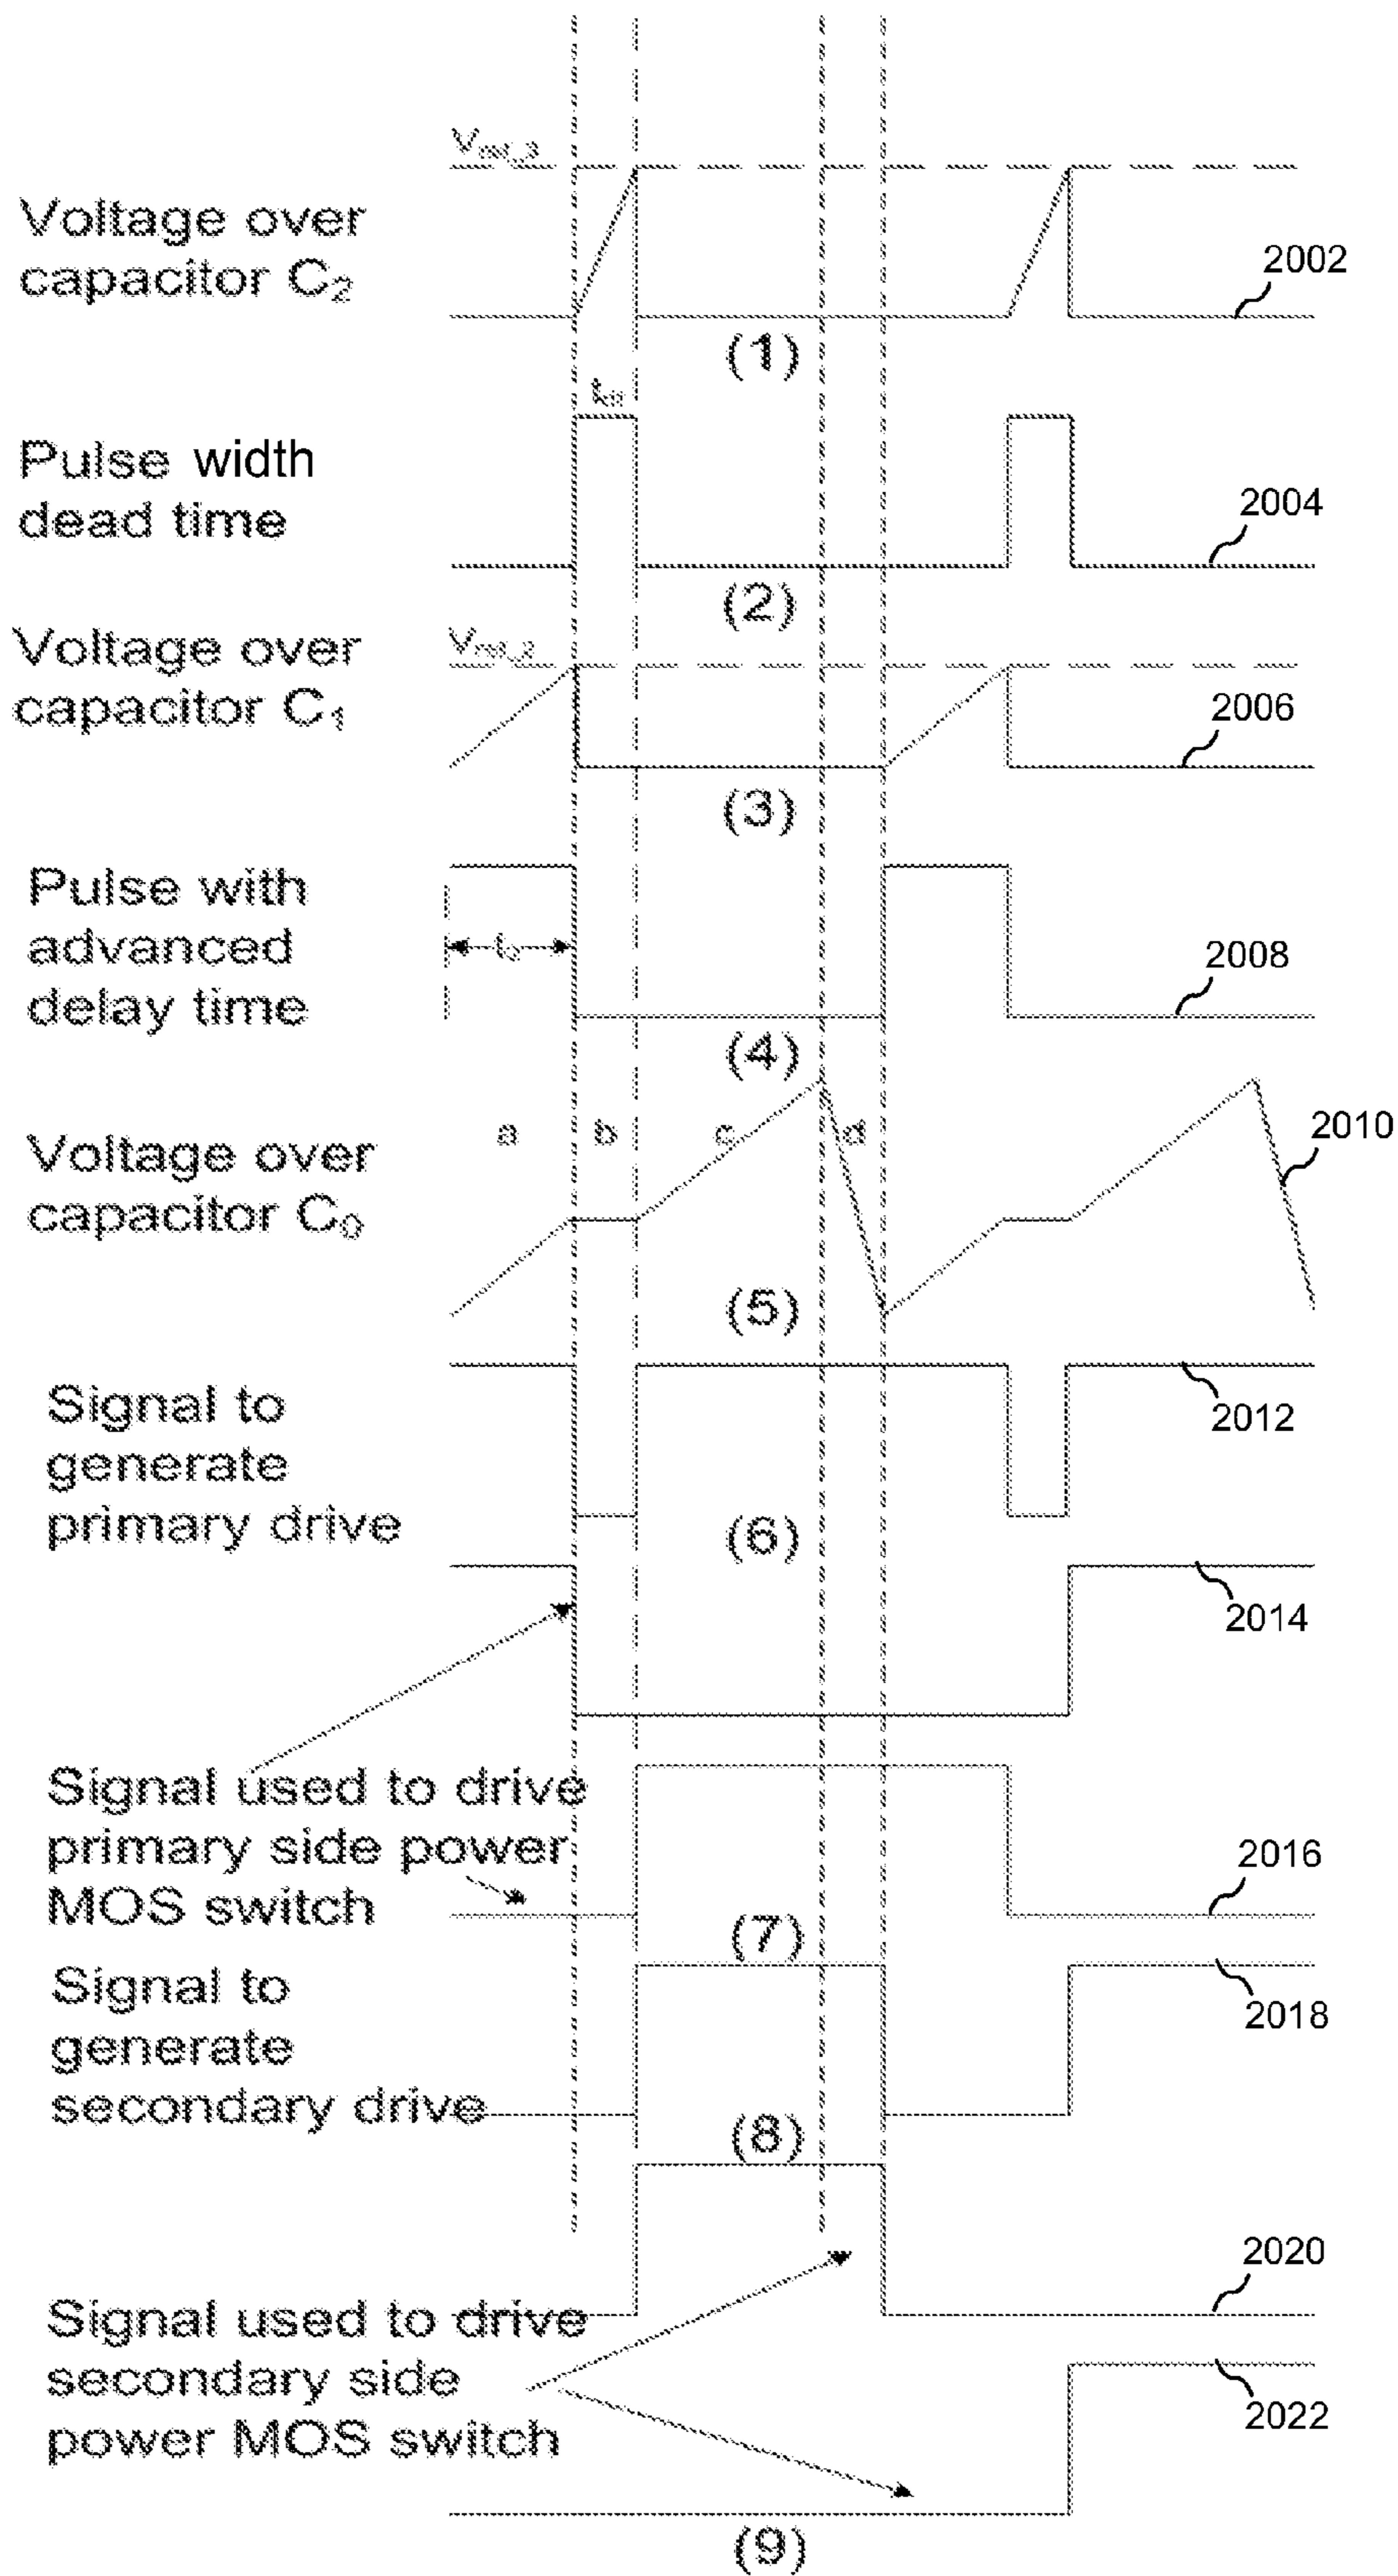 Voltage over
capacitor C₂
2002
(1)
Pulse width
dead time
2004
(2)
Voltage over
capacitor C₁
2006
(3)
Pulse with
advanced
delay time
2008
(4)
Voltage over
capacitor C₀
a
b
c
d
2010
(5)
Signal to
generate
primary drive
2012
(6)
2014
Signal used to drive
primary side power
MOS switch
2016
(7)
Signal to
generate
secondary drive
2018
(8)
2020
Signal used to drive
secondary side
power MOS switch
2022
(9)